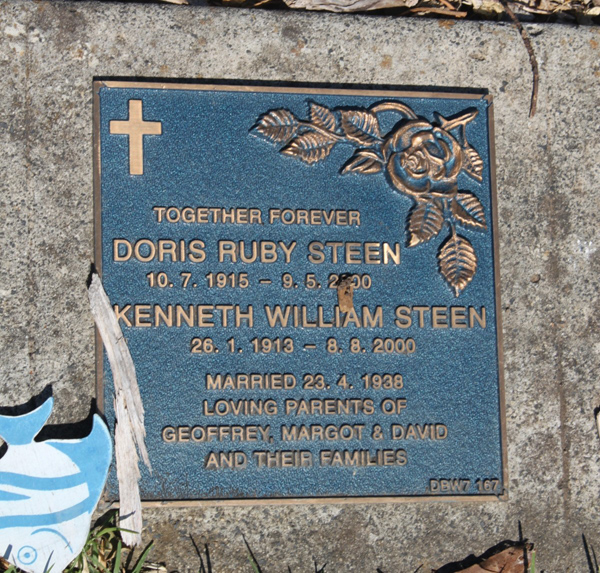 TOGETHER FOREVER
DORIS RUBY STEEN
10. 7. 1915 – 9. 5. 2000
KENNETH WILLIAM STEEN
26. 1. 1913 – 8. 8. 2000
MARRIED 23. 4. 1938
LOVING PARENTS OF
GEOFFREY, MARGOT & DAVID
AND THEIR FAMILIES
DBW7 167